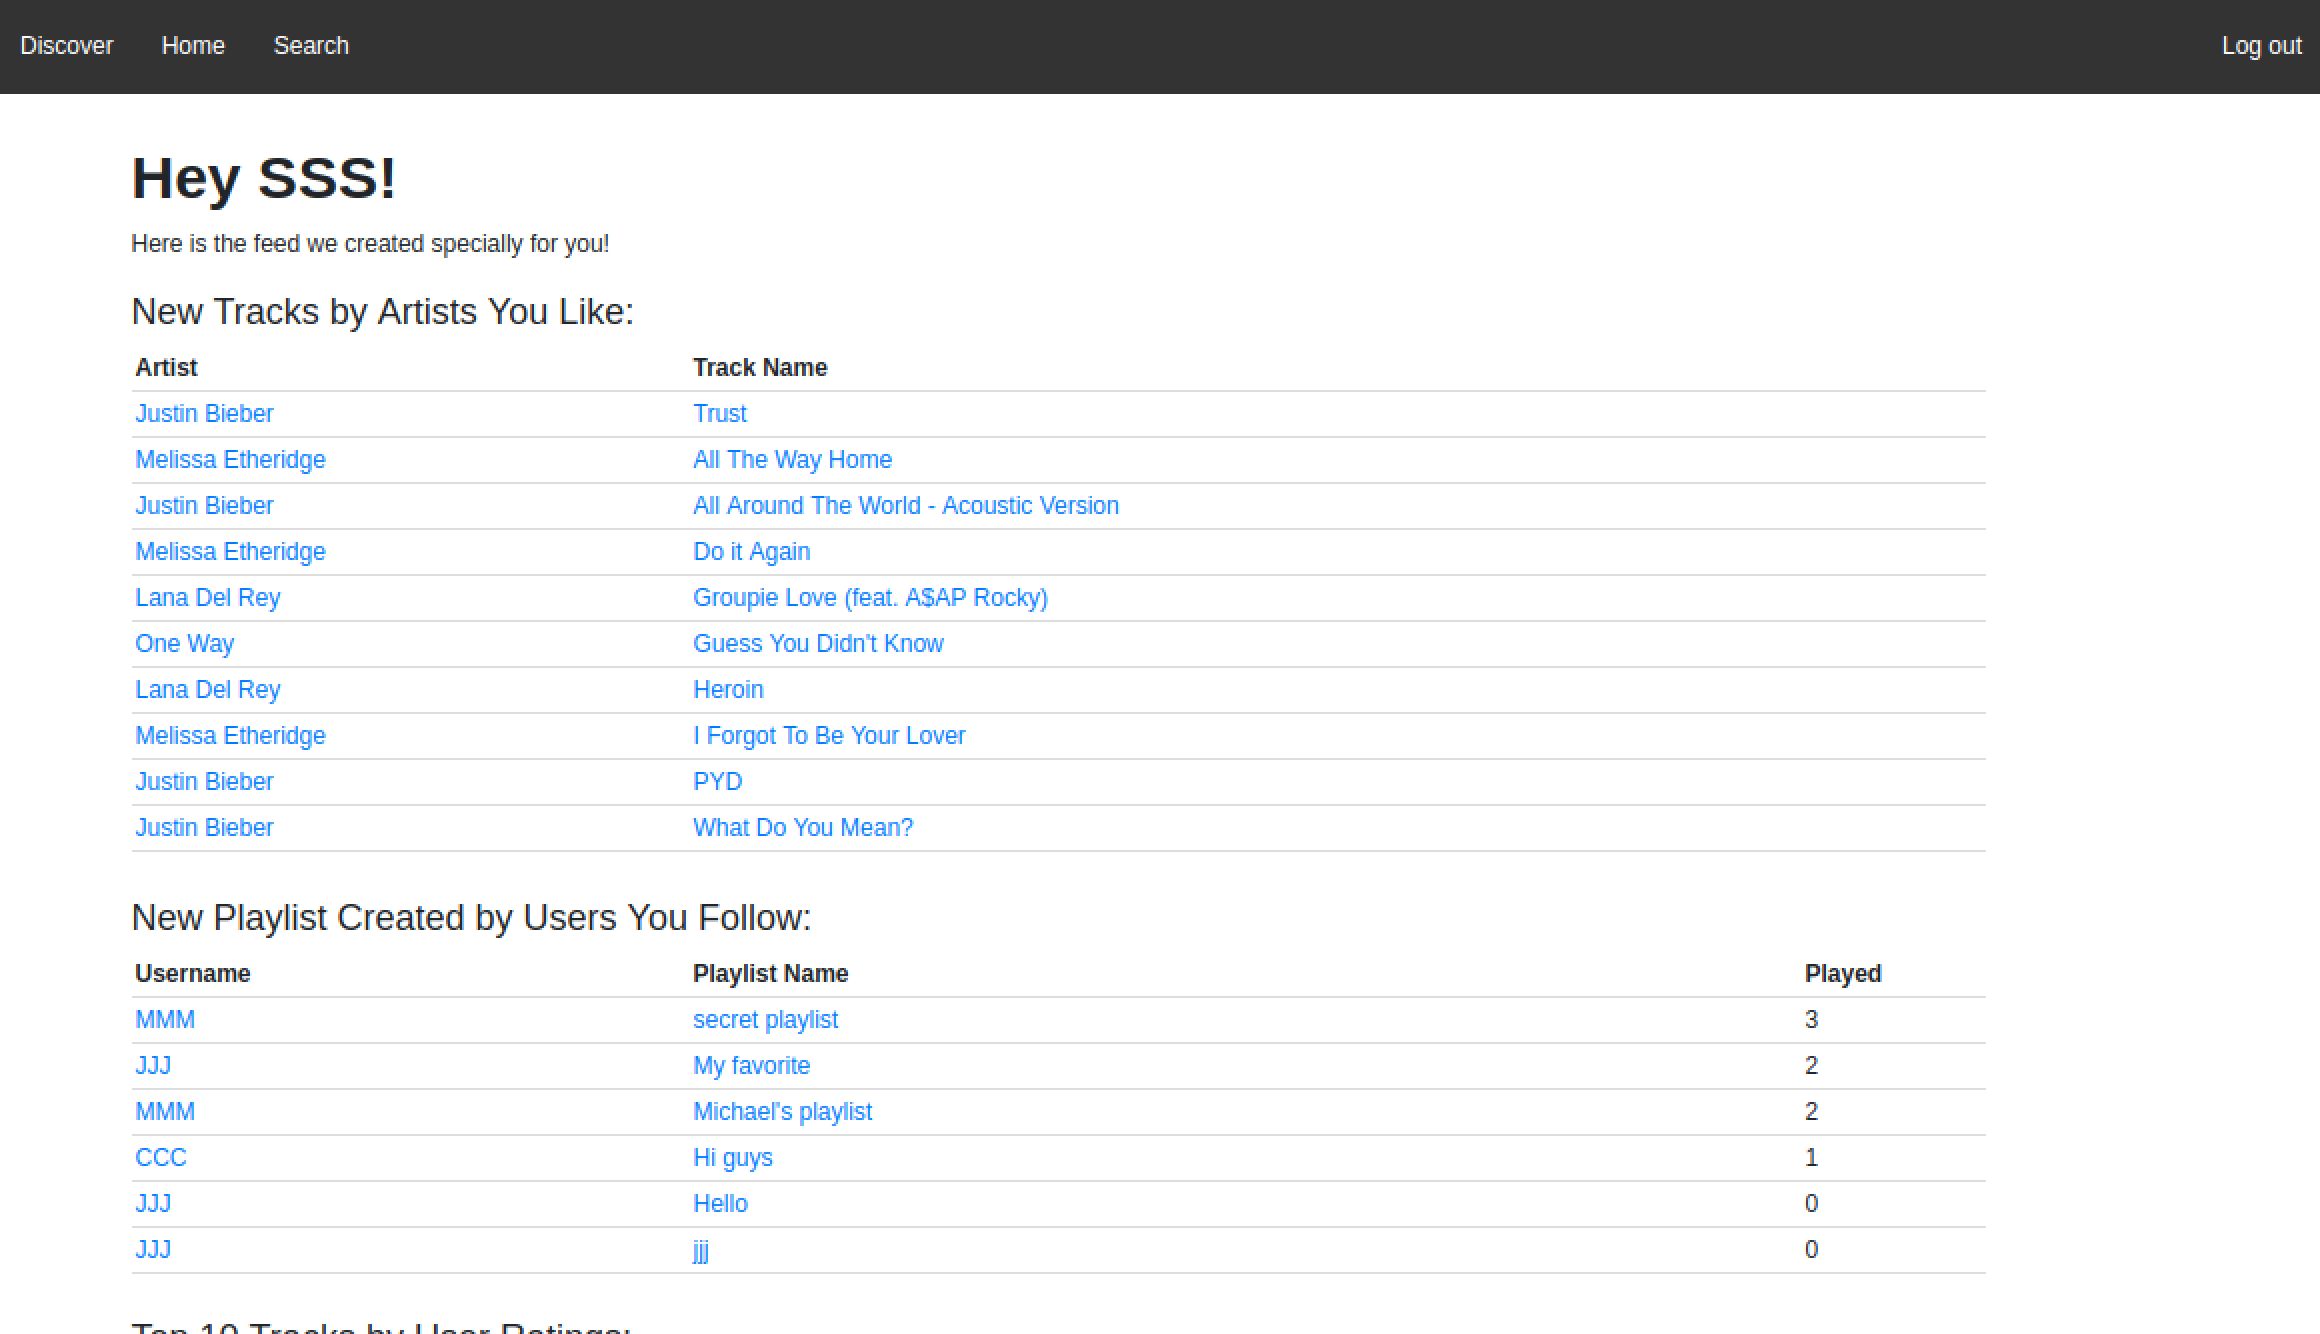 Discover Home Search Log out
Hey SSS!
Here is the feed we created specially for you!
New Tracks by Artists You Like:
Artist Track Name
Justin Bieber Trust
Melissa Etheridge All The Way Home
Justin Bieber All Around The World - Acoustic Version
Melissa Etheridge Do it Again
Lana Del Rey Groupie Love (feat. A$AP Rocky)
One Way Guess You Didn't Know
Lana Del Rey Heroin
Melissa Etheridge I Forgot To Be Your Lover
Justin Bieber PYD
Justin Bieber What Do You Mean?
New Playlist Created by Users You Follow:
Username Playlist Name Played
MMM secret playlist 3
JJJ My favorite 2
MMM Michael's playlist 2
CCC Hi guys 1
JJJ Hello 0
JJJ jjj 0
Top 10 Tracks by User Ratings: